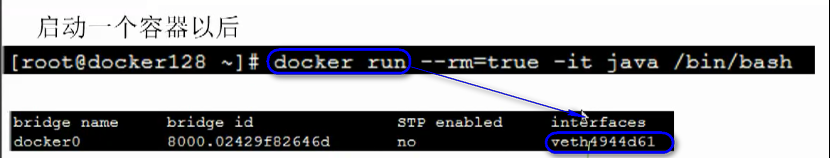 启动一个容器以后
[root@docker128 ~]# docker run --rm=true -it java /bin/bash
bridge name bridge id STP enabled interfaces
docker0 8000.02429f82646d no veth4944d61